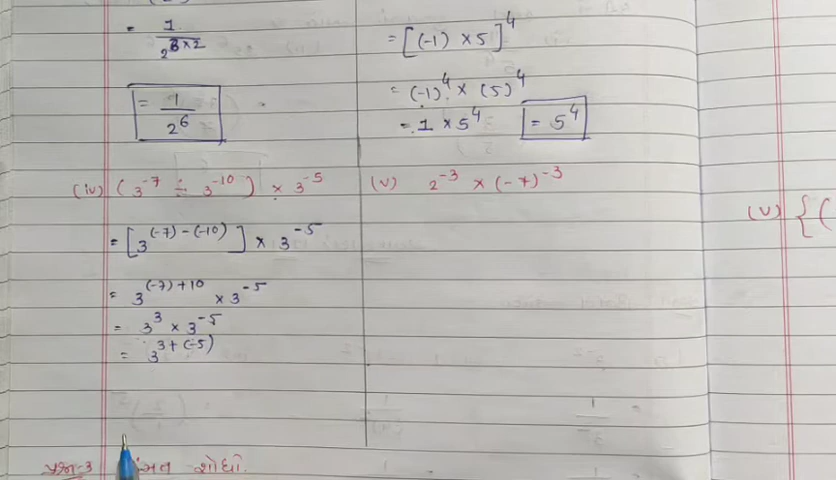 = 1 / 2^(3×2)
= 1 / 2^6
= [(-1) × 5]^4
= (-1)^4 × (5)^4
= 1 × 5^4 = 5^4
(iv) (3^-7 ÷ 3^-10) × 3^-5
= [3^(-7)-(-10)] × 3^-5
= 3^(-7)+10 × 3^-5
= 3^3 × 3^-5
= 3^3+(-5)
(v) 2^-3 × (-7)^-3
(v) {(
પ્રશ્ન-3 શોધો.